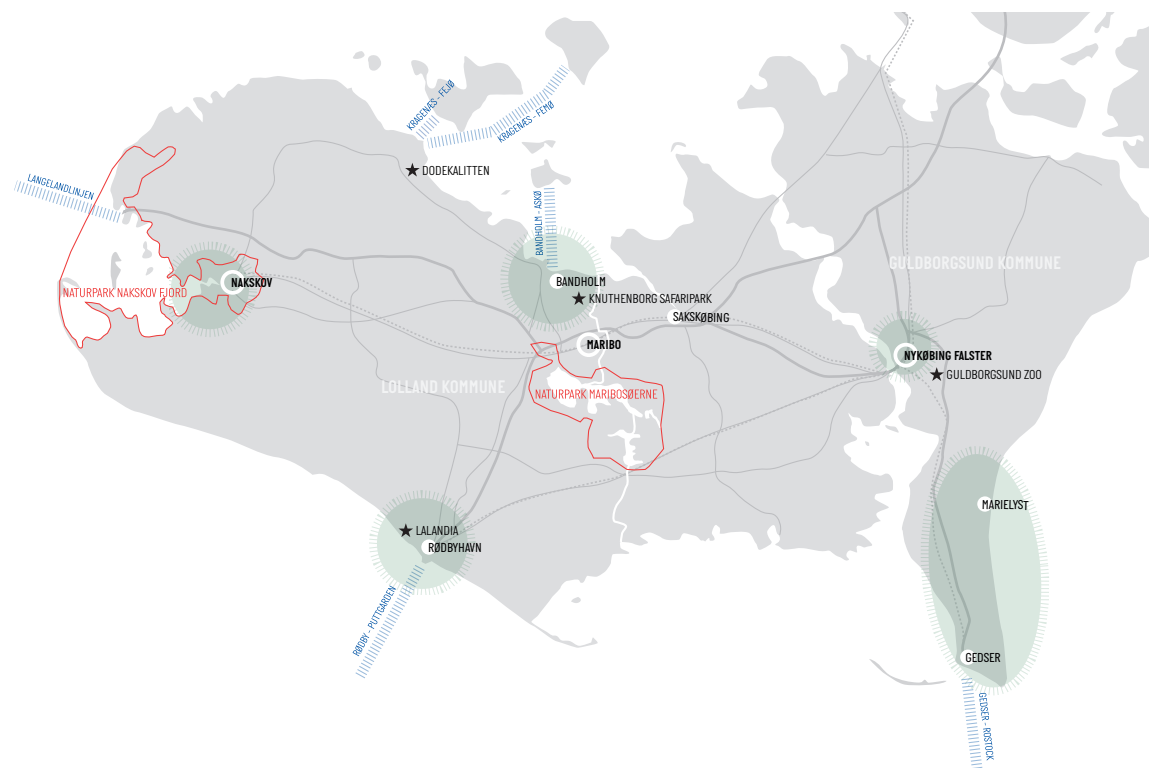 KRAGENÆS - FEJØ
KRAGENÆS - FEMØ
DODEKALITTEN
LANGELANDLINJEN
BANDHOLM - ASKØ
GULDBORGSUND KOMMUNE
NAKSKOV
NATURPARK NAKSKOV FJORD
BANDHOLM
KNUTHENBORG SAFARIPARK
SAKSKØBING
MARIBO
NYKØBING FALSTER
GULDBORGSUND ZOO
LOLLAND KOMMUNE
NATURPARK MARIBOSØERNE
MARIELYST
LALANDIA
RØDBYHAVN
RØDBY - PUTTGARDEN
GEDSER
GEDSER - ROSTOCK